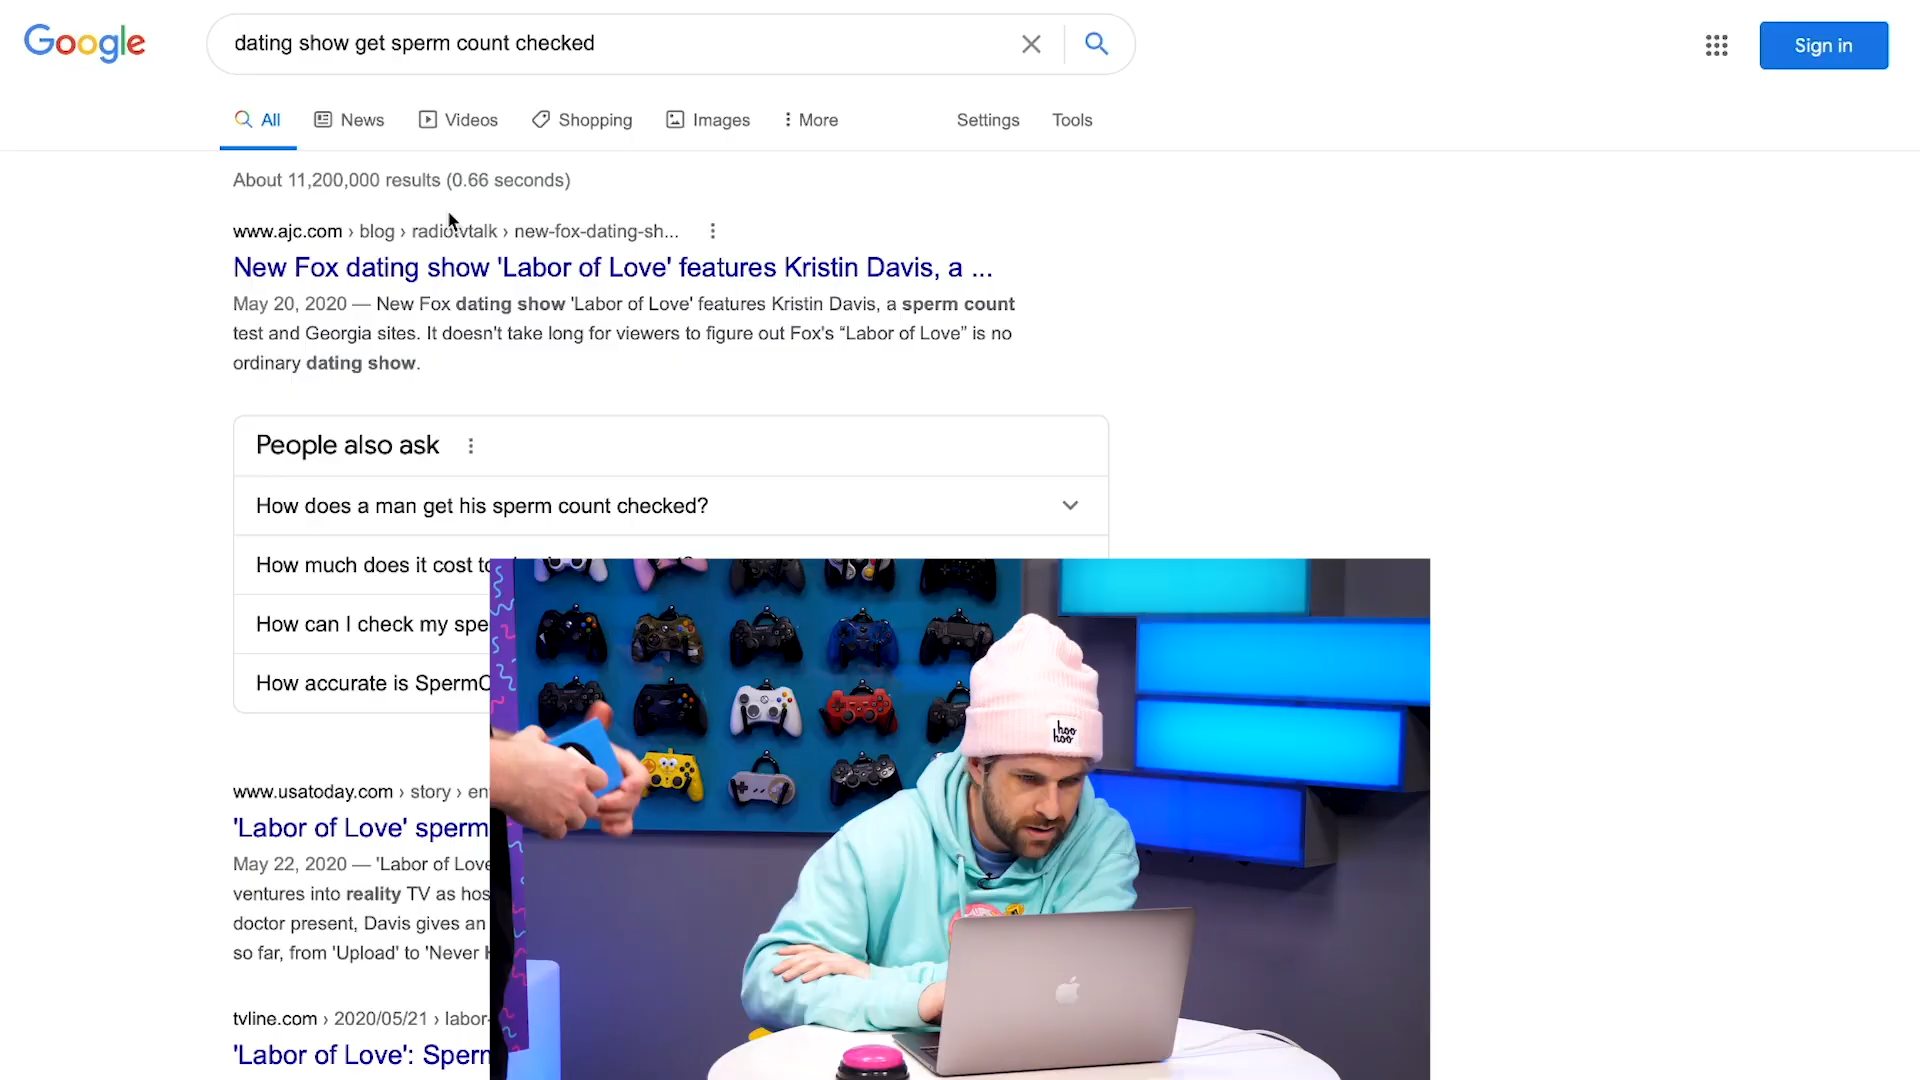 Google
dating show get sperm count checked
Sign in
All
News
Videos
Shopping
Images
More
Settings
Tools
About 11,200,000 results (0.66 seconds)
www.ajc.com › blog › radiotvtalk › new-fox-dating-sh...
New Fox dating show 'Labor of Love' features Kristin Davis, a ...
May 20, 2020 — New Fox dating show 'Labor of Love' features Kristin Davis, a sperm count
test and Georgia sites. It doesn't take long for viewers to figure out Fox's “Labor of Love” is no
ordinary dating show.
People also ask
How does a man get his sperm count checked?
How much does it cost to
How can I check my spe
How accurate is SpermC
www.usatoday.com › story › en
'Labor of Love' sperm
May 22, 2020 — 'Labor of Love
ventures into reality TV as hos
doctor present, Davis gives an
so far, from 'Upload' to 'Never
tvline.com › 2020/05/21 › labor-
'Labor of Love': Sperm
hoo
hoo